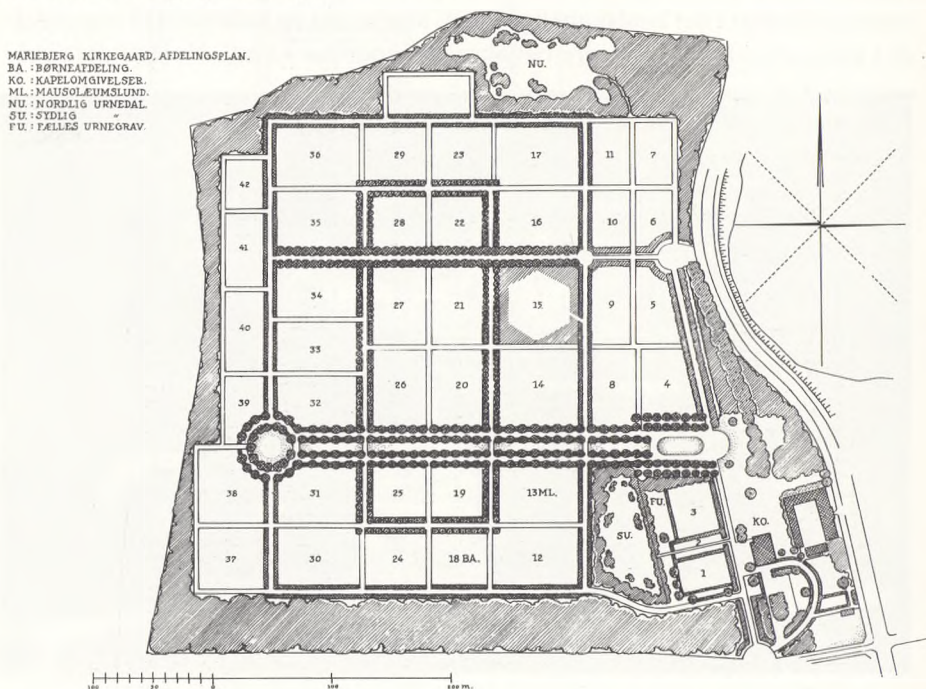 MARIEBJERG KIRKEGAARD. AFDELINGSPLAN.
BA. : BØRNEAFDELING.
KO. : KAPELOMGIVELSER.
ML. : MAUSOLÆUMSLUND.
NU. : NORDLIG URNEDAL.
SU. : SYDLIG "
FU. : FÆLLES URNEGRAV.
NU.
36 29 23 17 11 7
42
35 28 22 16 10 6
41
34 27 21 15 9 5
40
33
26 20 14 8 4
39 32
38 31 25 19 13 ML. FU. 3
SU. KO.
2
37 30 24 18 BA. 12 1
100 50 0 100 200 m.